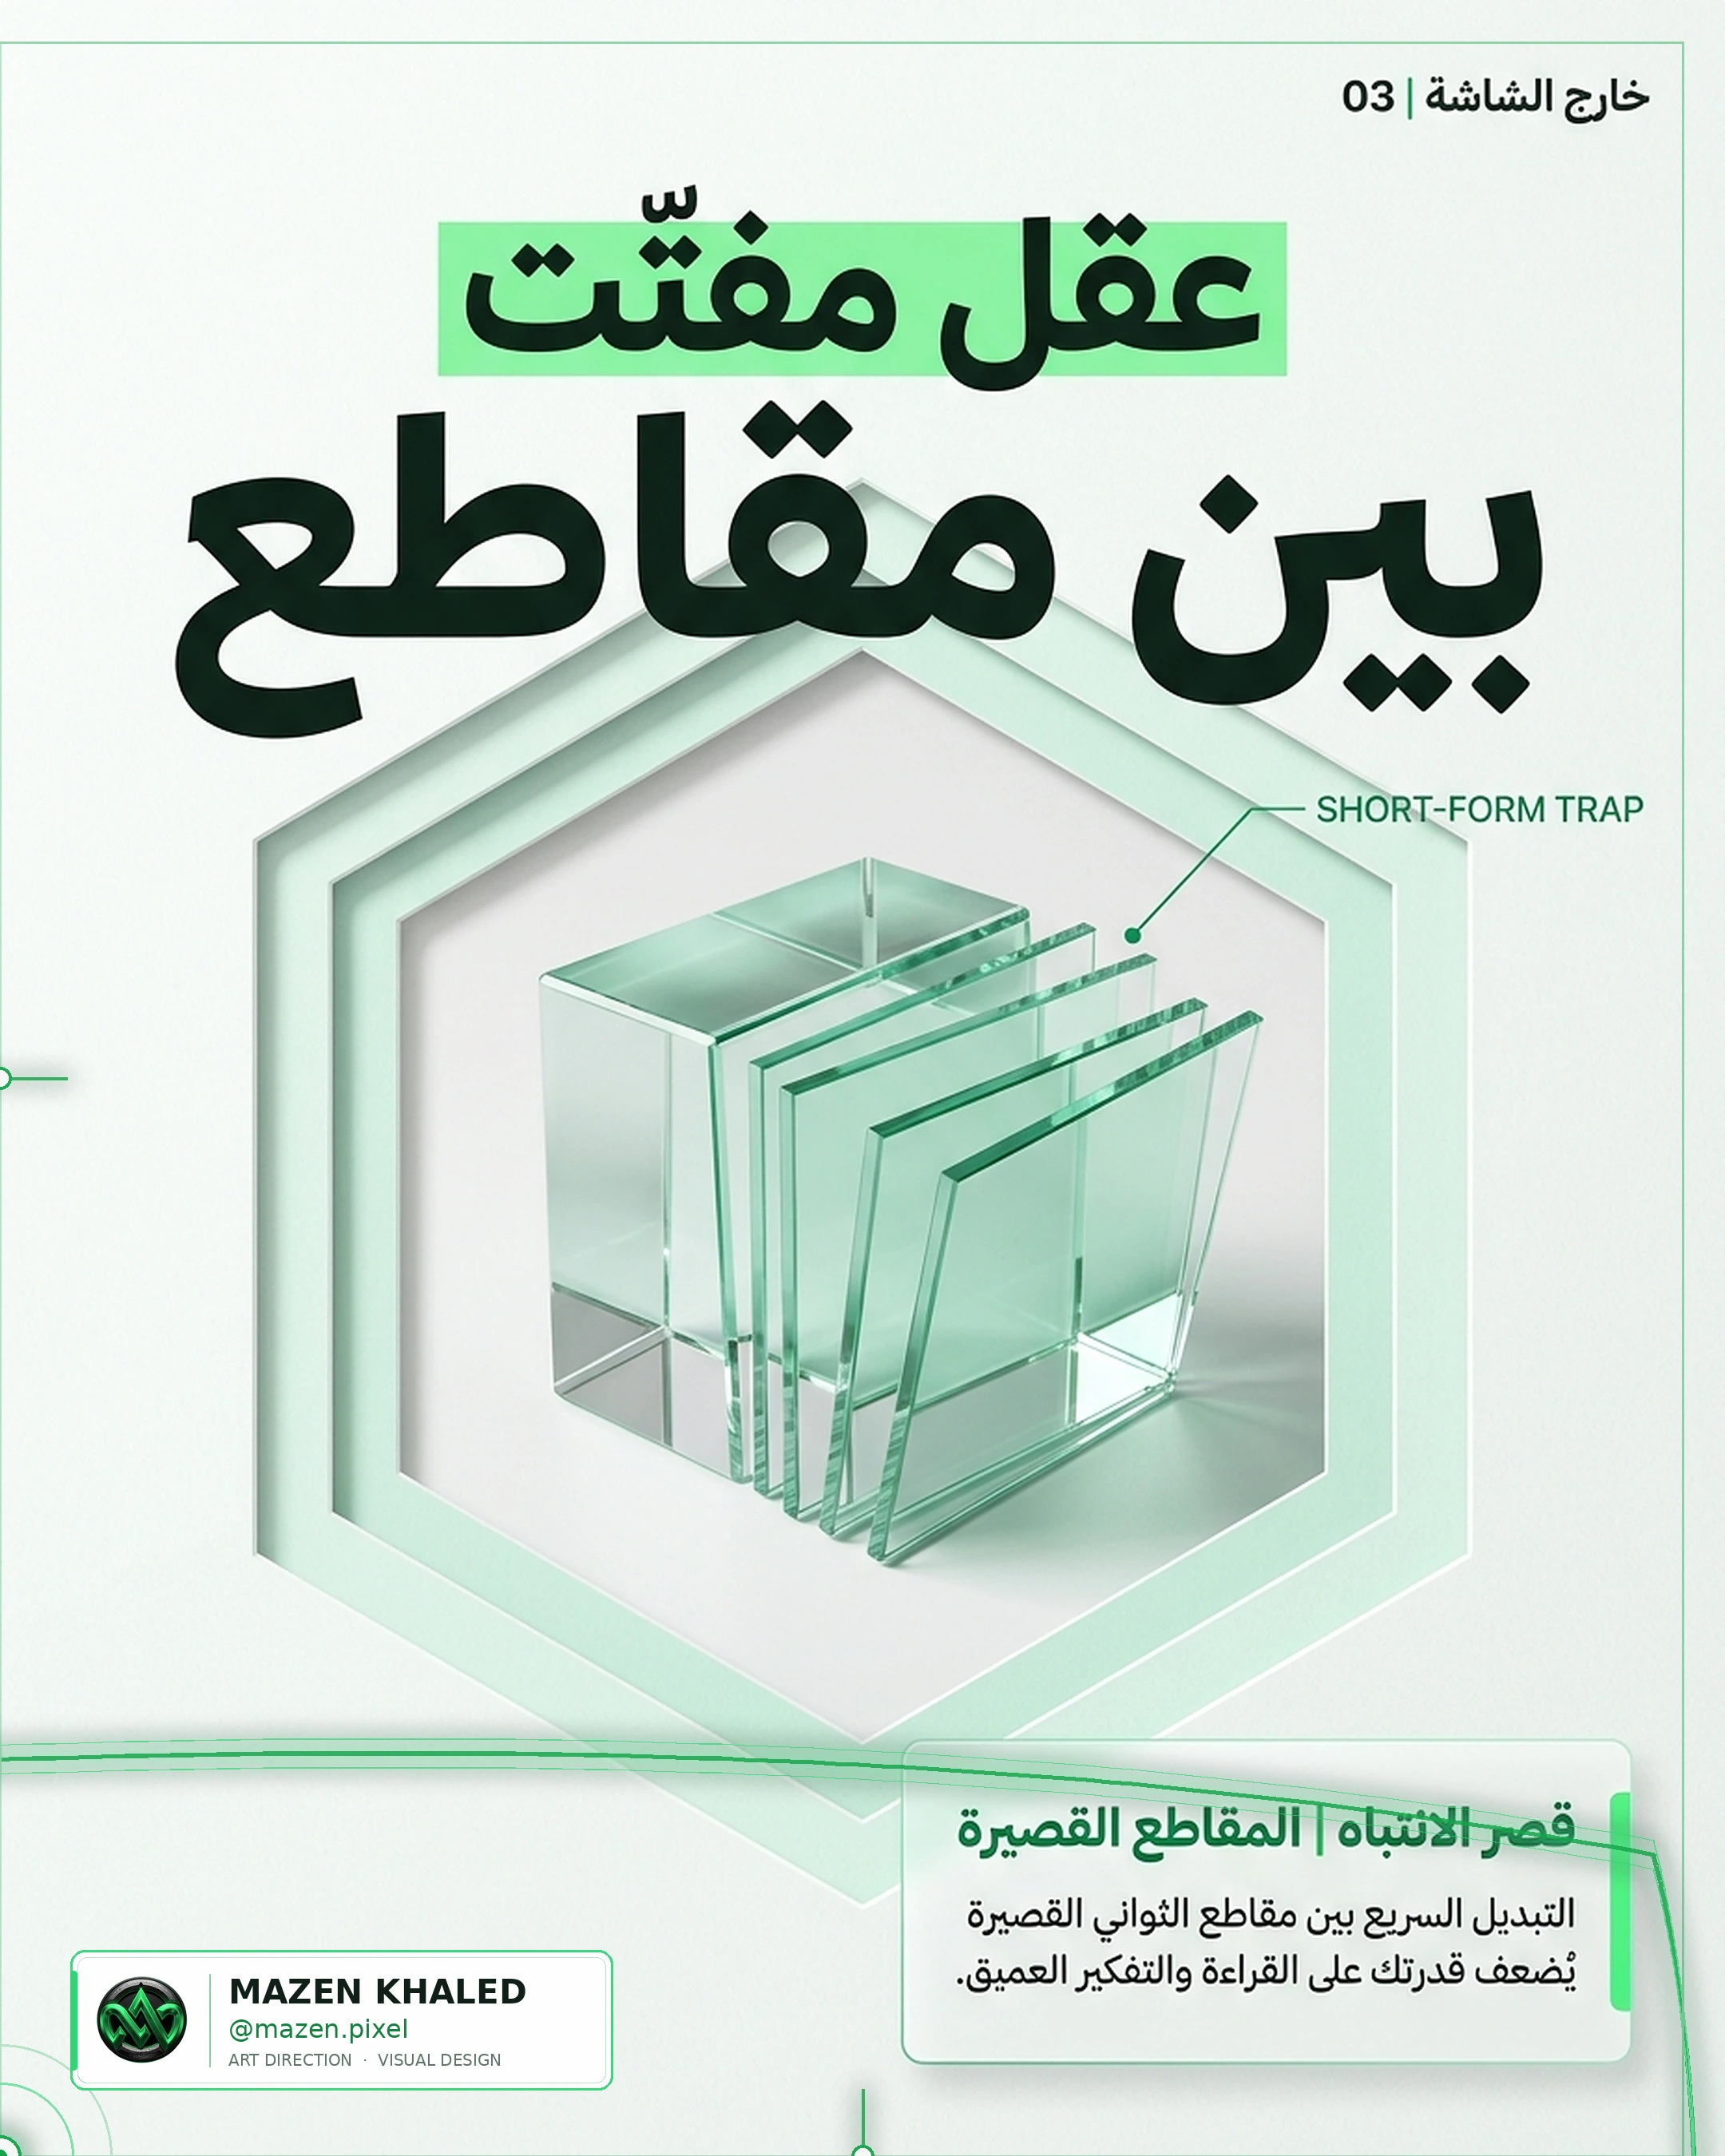 خارج الشاشة | 03
عقل مفتّت
بين مقاطع
SHORT-FORM TRAP
قصر الانتباه | المقاطع القصيرة
التبديل السريع بين مقاطع الثواني القصيرة
يُضعف قدرتك على القراءة والتفكير العميق.
MAZEN KHALED
@mazen.pixel
ART DIRECTION · VISUAL DESIGN